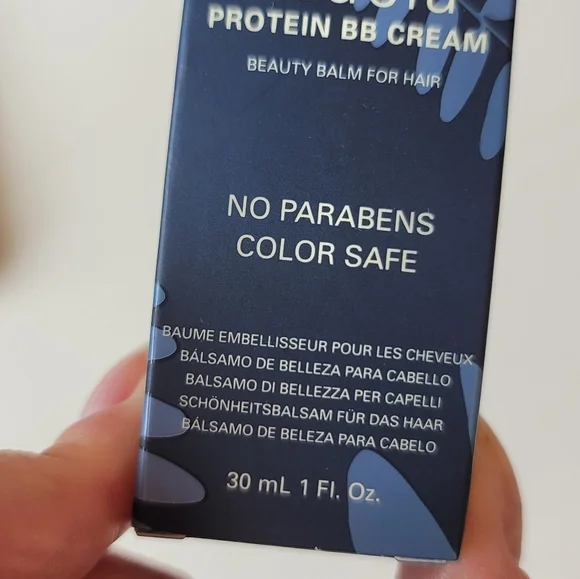 PROTEIN BB CREAM
BEAUTY BALM FOR HAIR
NO PARABENS
COLOR SAFE
BAUME EMBELLISSEUR POUR LES CHEVEUX
BÁLSAMO DE BELLEZA PARA CABELLO
BALSAMO DI BELLEZZA PER CAPELLI
SCHÖNHEITSBALSAM FÜR DAS HAAR
BÁLSAMO DE BELEZA PARA CABELO
30 mL 1 Fl. Oz.